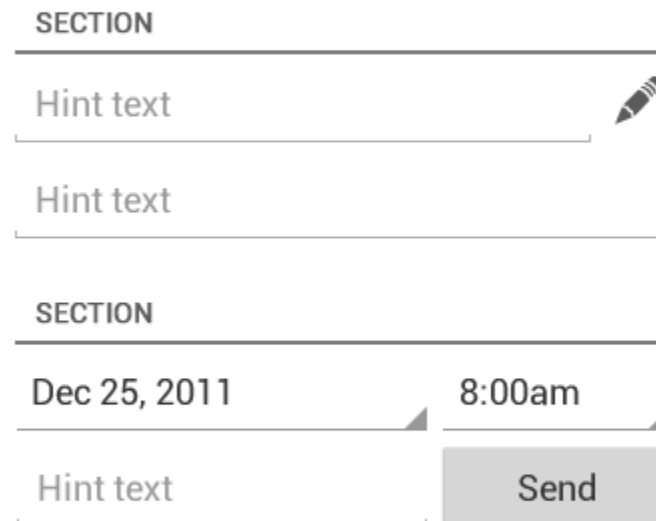 SECTION
Hint text
Hint text
SECTION
Dec 25, 2011 8:00am
Hint text Send